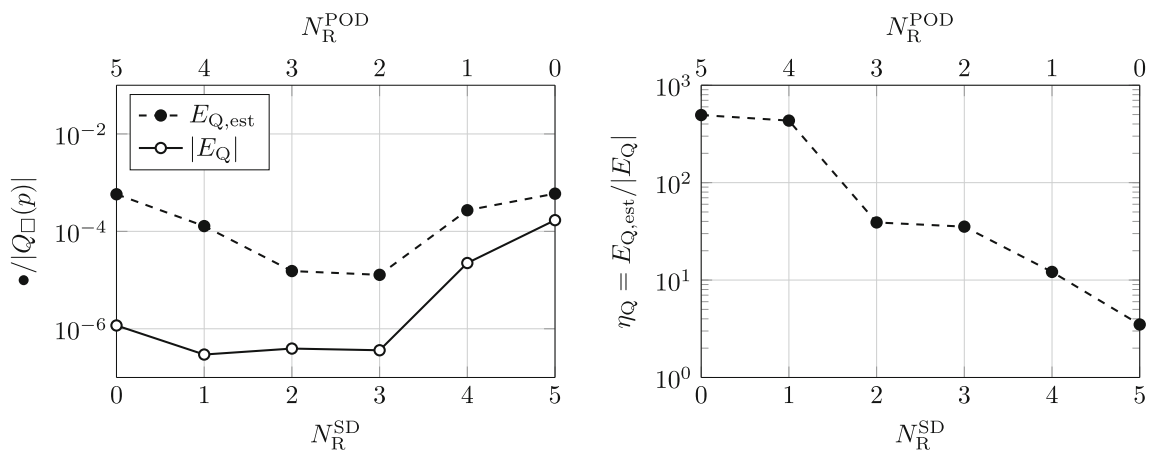 N_R^POD
5 4 3 2 1 0
E_Q,est
|E_Q|
10^−2
10^−4
10^−6
•/|Q_□(p)|
0 1 2 3 4 5
N_R^SD
N_R^POD
5 4 3 2 1 0
10^3
10^2
10^1
10^0
η_Q = E_Q,est/|E_Q|
0 1 2 3 4 5
N_R^SD